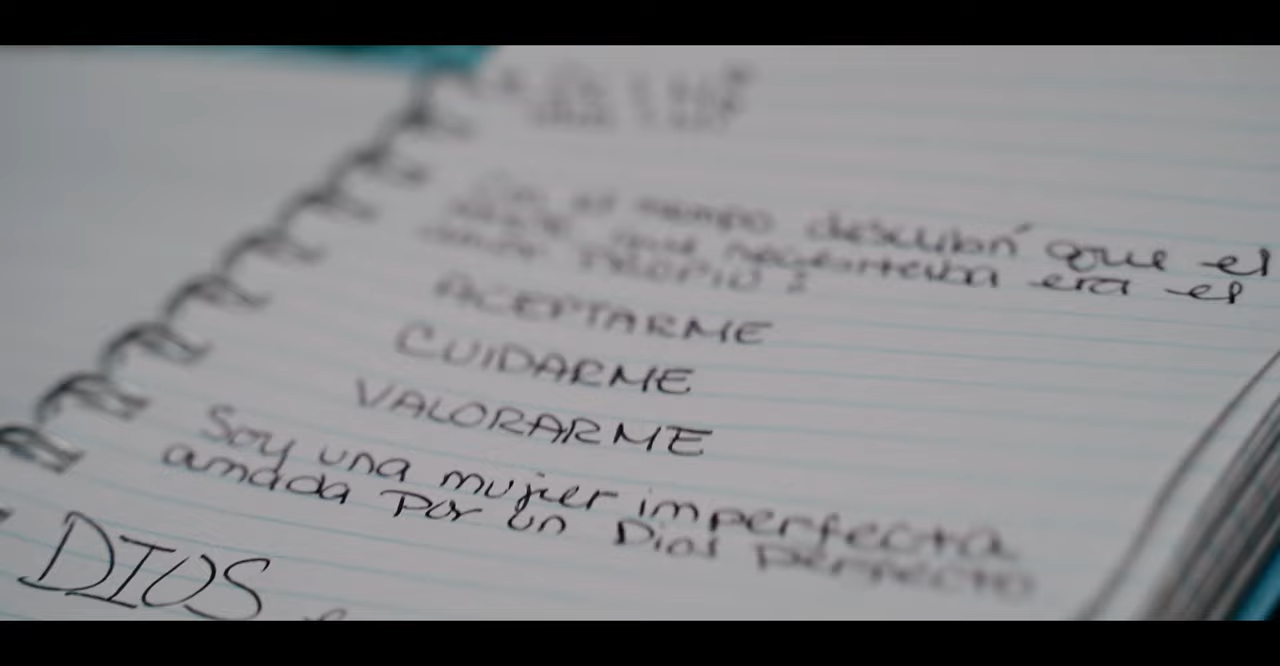 el tiempo descubrí que el
que necesitaba era el
PROPIO:
ACEPTARME
CUIDARME
VALORARME
Soy una mujer imperfecta
amada Por un Dios perfecto
DIOS